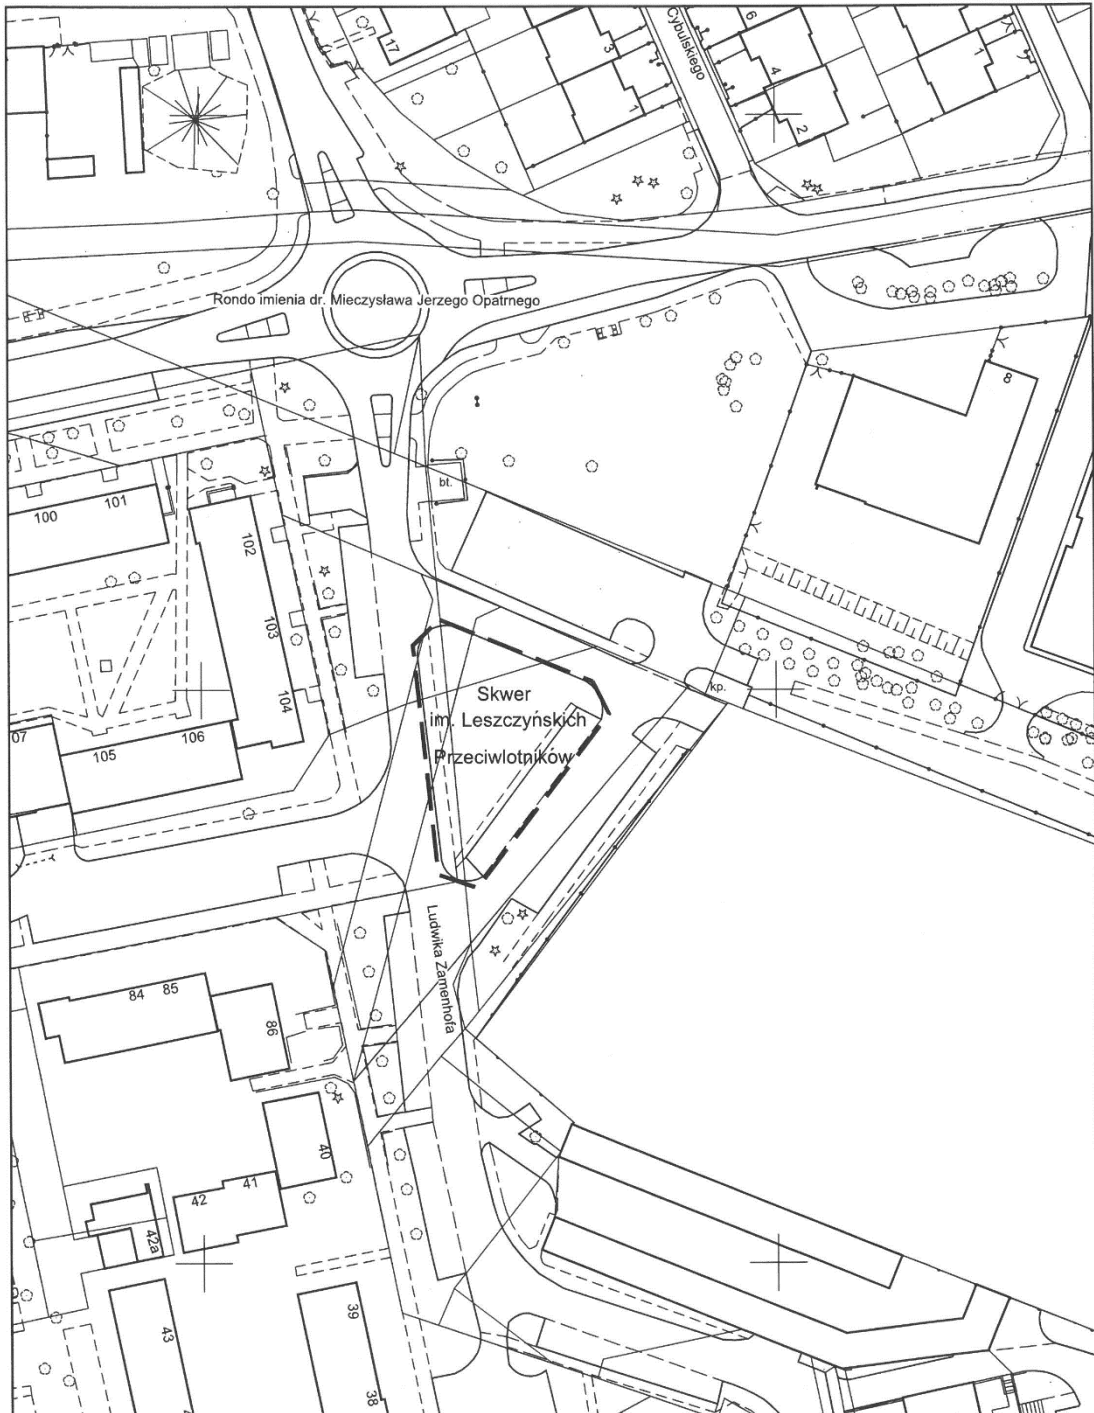 17
3
1
Cybulskiego
6
4
2
1
Rondo imienia dr. Mieczysława Jerzego Opatrnego
8
100
101
102
bt.
103
104
Skwer
im. Leszczyńskich
Przeciwlotników
kp.
07
105
106
Ludwika Zamenhofa
84
85
86
40
41
42
42a
43
39
38